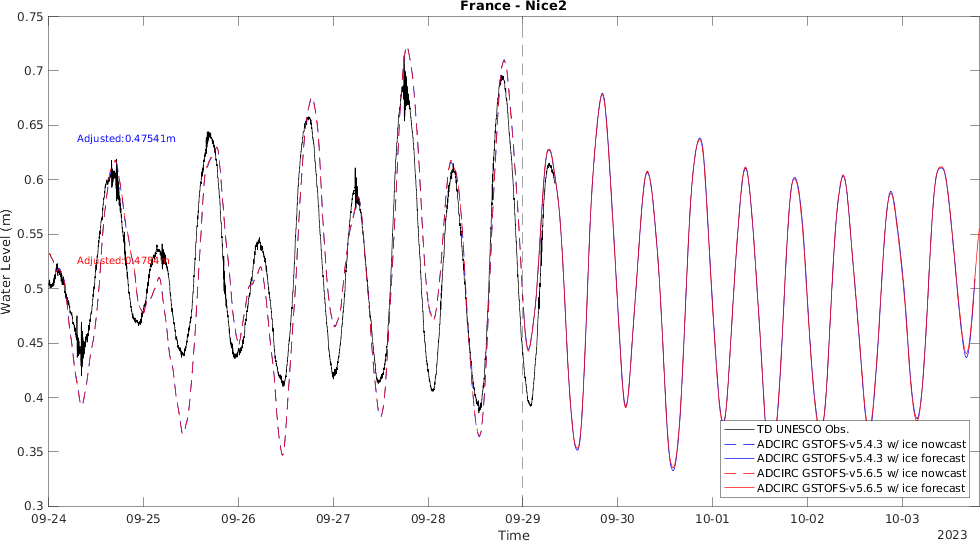 France - Nice2
0.75
0.7
0.65
0.6
0.55
0.5
0.45
0.4
0.35
0.3
Water Level (m)
Adjusted:0.47541m
Adjusted:0.4784m
TD UNESCO Obs.
ADCIRC GSTOFS-v5.4.3 w/ ice nowcast
ADCIRC GSTOFS-v5.4.3 w/ ice forecast
ADCIRC GSTOFS-v5.6.5 w/ ice nowcast
ADCIRC GSTOFS-v5.6.5 w/ ice forecast
09-24 09-25 09-26 09-27 09-28 09-29 09-30 10-01 10-02 10-03
Time
2023